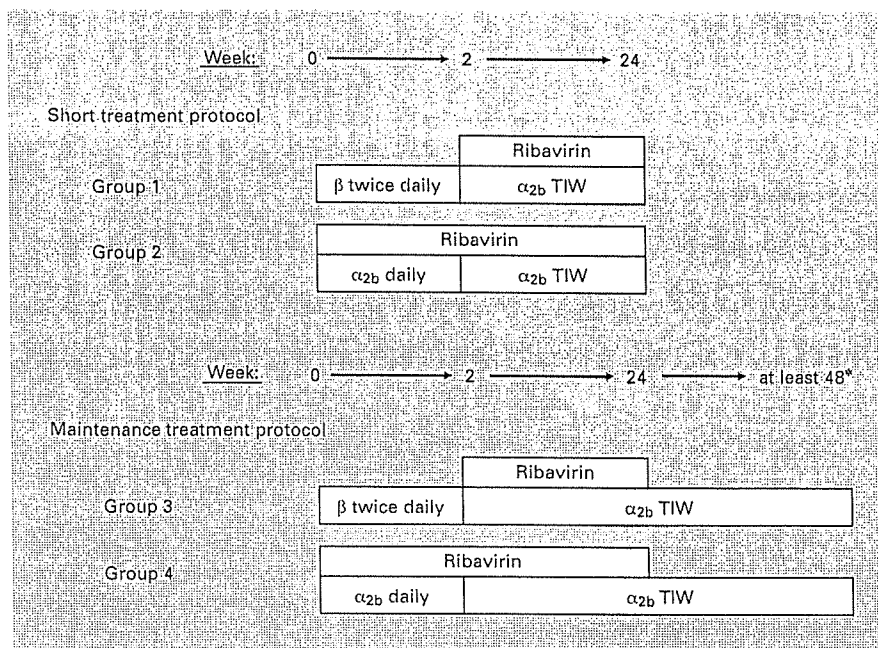 Week: 0 → 2 → 24
Short treatment protocol
Ribavirin
Group 1 β twice daily α2b TIW
Ribavirin
Group 2
α2b daily α2b TIW
Week: 0 → 2 → 24 → at least 48*
Maintenance treatment protocol
Ribavirin
Group 3 β twice daily α2b TIW
Ribavirin
Group 4
α2b daily α2b TIW